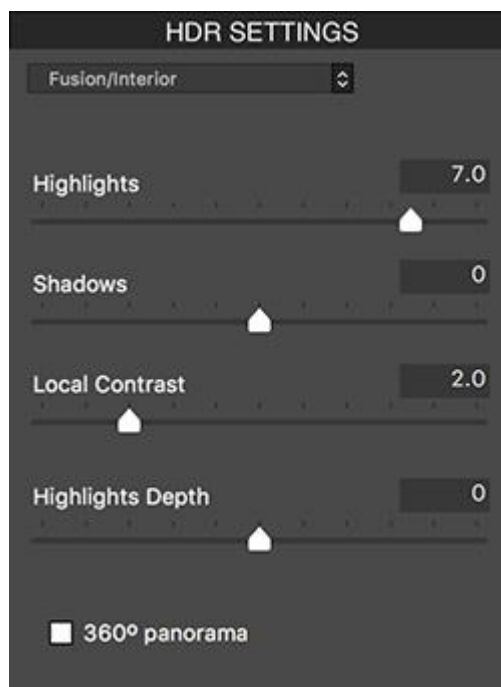 HDR SETTINGS
Fusion/Interior
Highlights 7.0
Shadows 0
Local Contrast 2.0
Highlights Depth 0
360º panorama